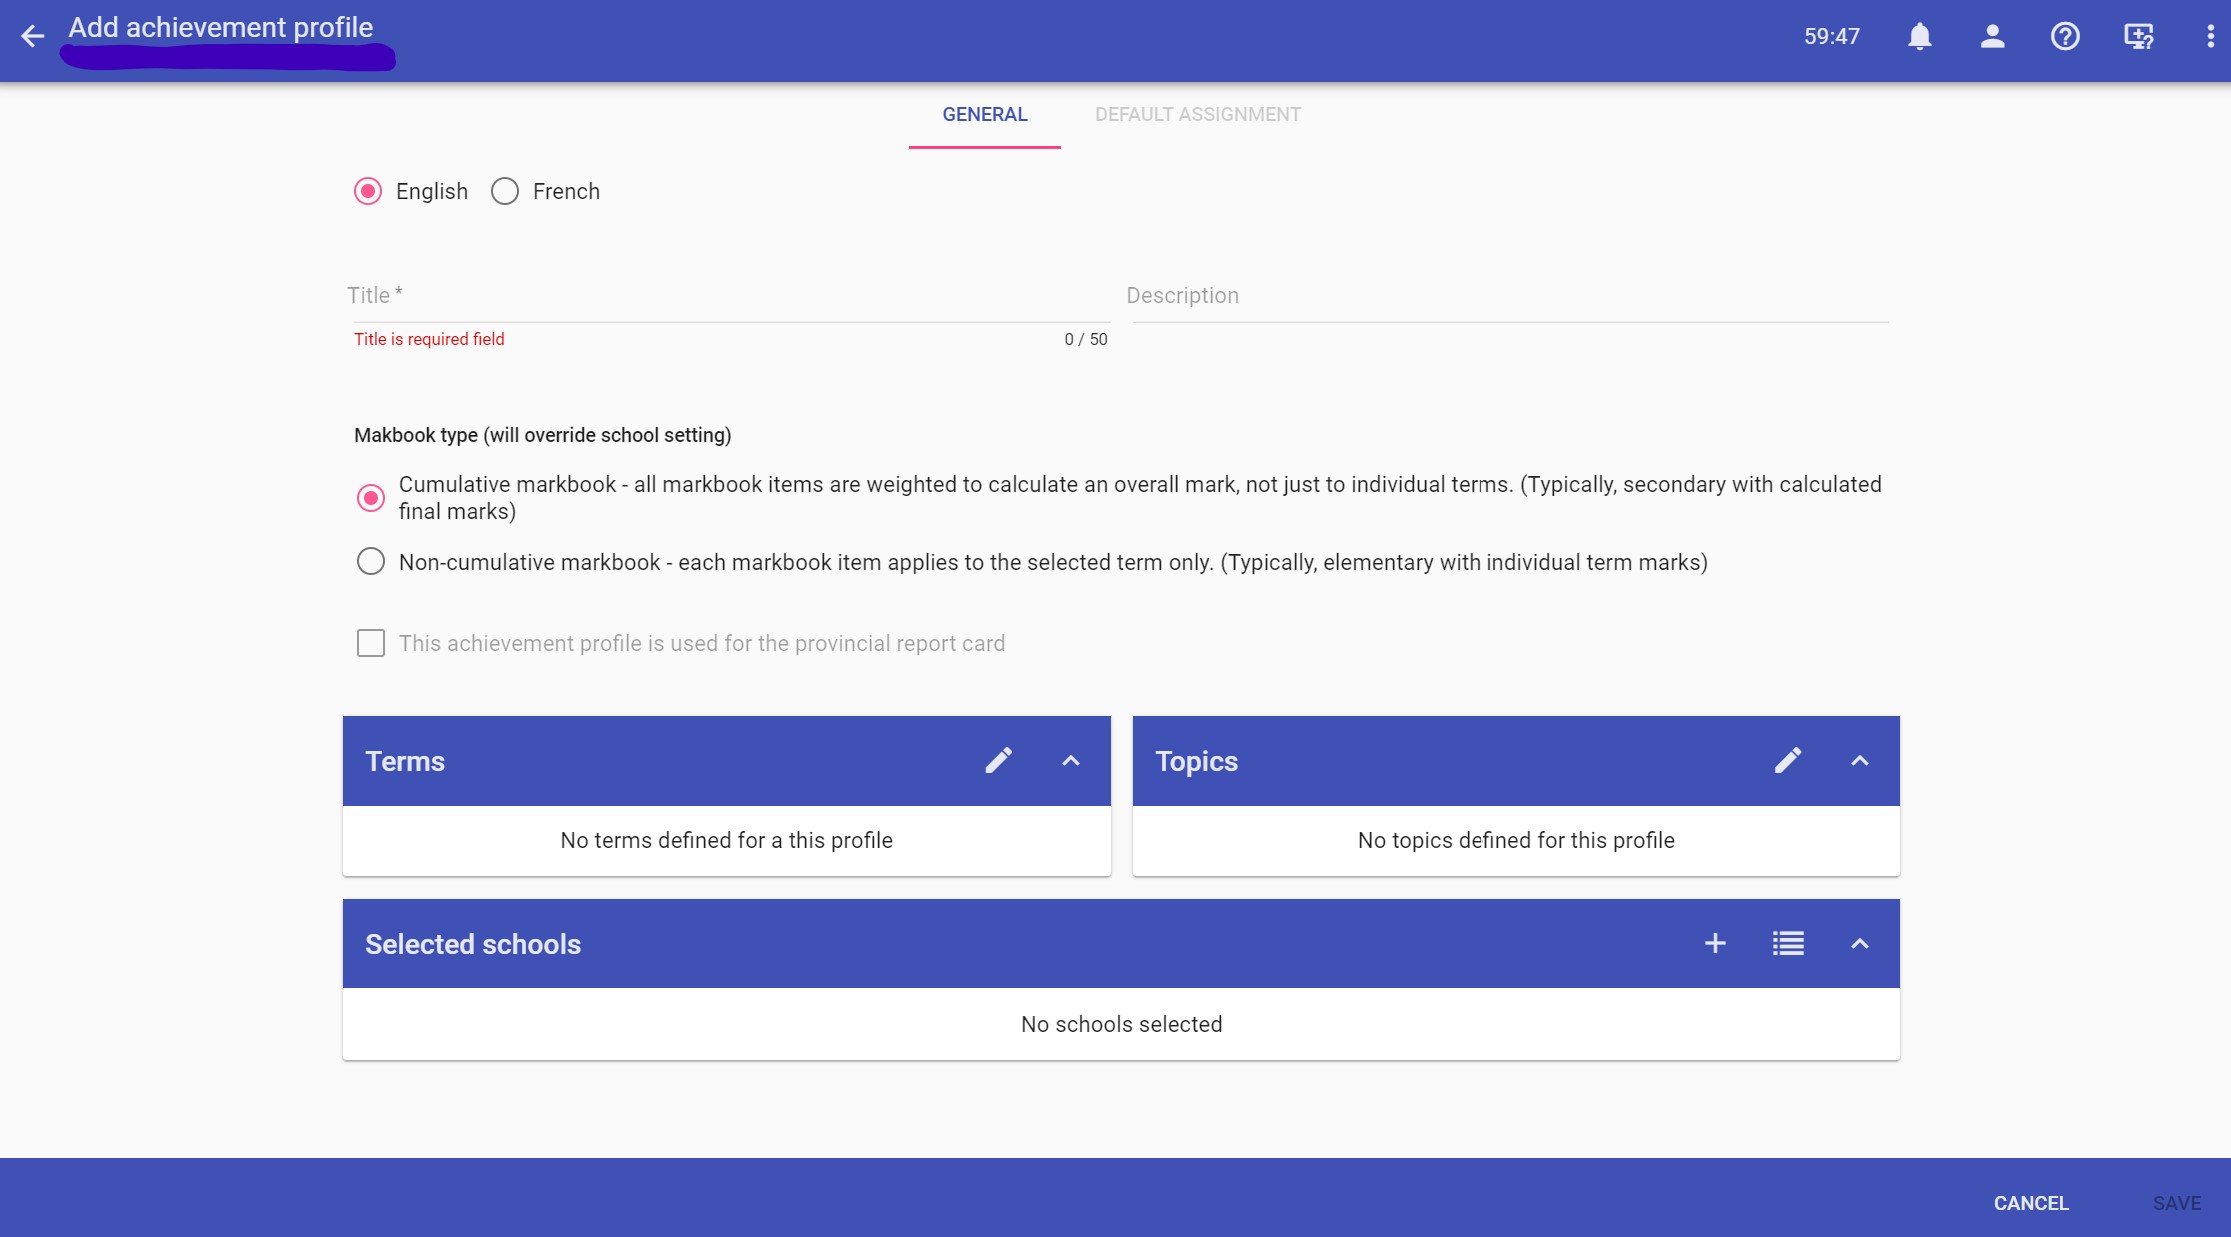 Add achievement profile
59:47
GENERAL
DEFAULT ASSIGNMENT
English
French
Title *
Description
Title is required field
0 / 50
Makbook type (will override school setting)
Cumulative markbook - all markbook items are weighted to calculate an overall mark, not just to individual terms. (Typically, secondary with calculated
final marks)
Non-cumulative markbook - each markbook item applies to the selected term only. (Typically, elementary with individual term marks)
This achievement profile is used for the provincial report card
Terms
Topics
No terms defined for a this profile
No topics defined for this profile
Selected schools
No schools selected
CANCEL
SAVE